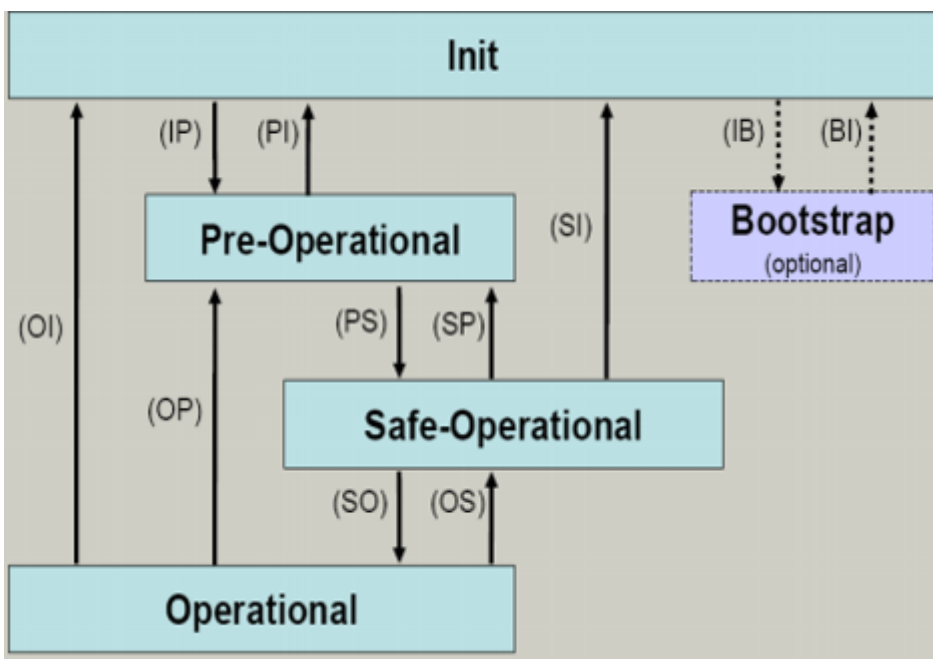 Init
(IP)
(PI)
(IB)
(BI)
Pre-Operational
(SI)
Bootstrap
(optional)
(OI)
(PS)
(SP)
(OP)
Safe-Operational
(SO)
(OS)
Operational